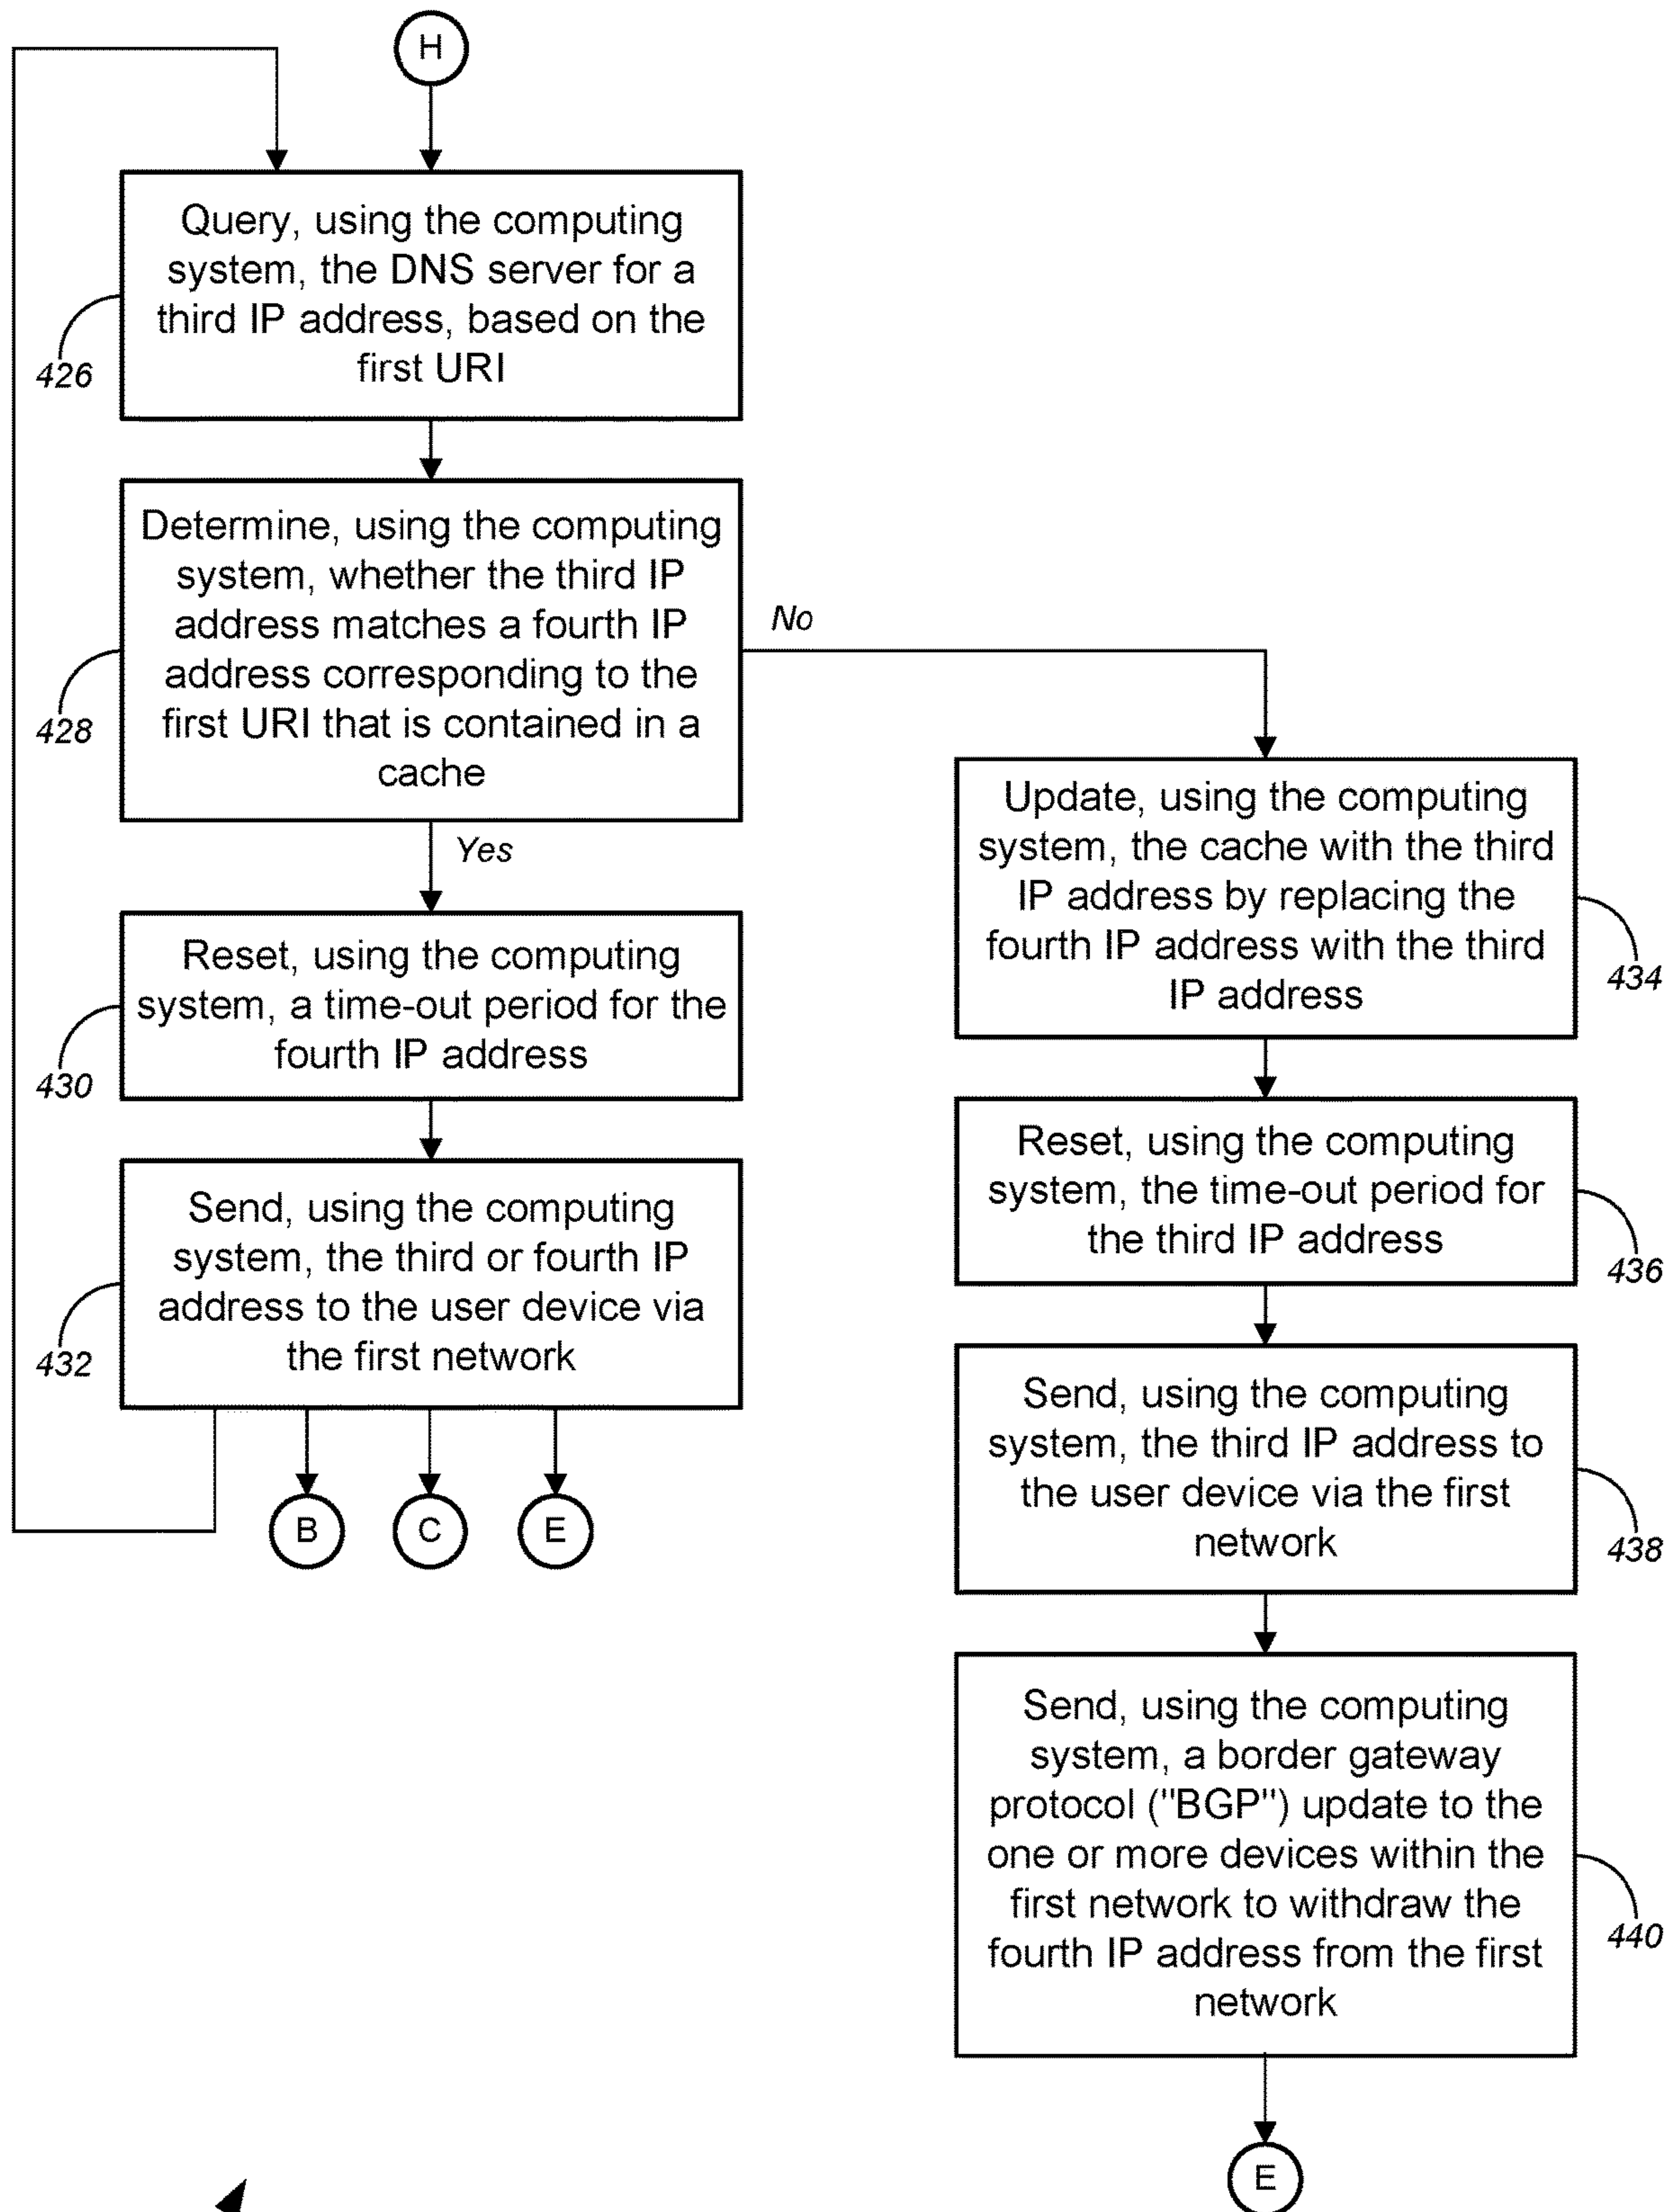 H
Query, using the computing
system, the DNS server for a
third IP address, based on the
first URI
426
Determine, using the computing
system, whether the third IP
address matches a fourth IP
address corresponding to the
first URI that is contained in a
cache
428
No
Yes
Reset, using the computing
system, a time-out period for the
fourth IP address
430
Send, using the computing
system, the third or fourth IP
address to the user device via
the first network
432
B
C
E
Update, using the computing
system, the cache with the third
IP address by replacing the
fourth IP address with the third
IP address
434
Reset, using the computing
system, the time-out period for
the third IP address
436
Send, using the computing
system, the third IP address to
the user device via the first
network
438
Send, using the computing
system, a border gateway
protocol ("BGP") update to the
one or more devices within the
first network to withdraw the
fourth IP address from the first
network
440
E